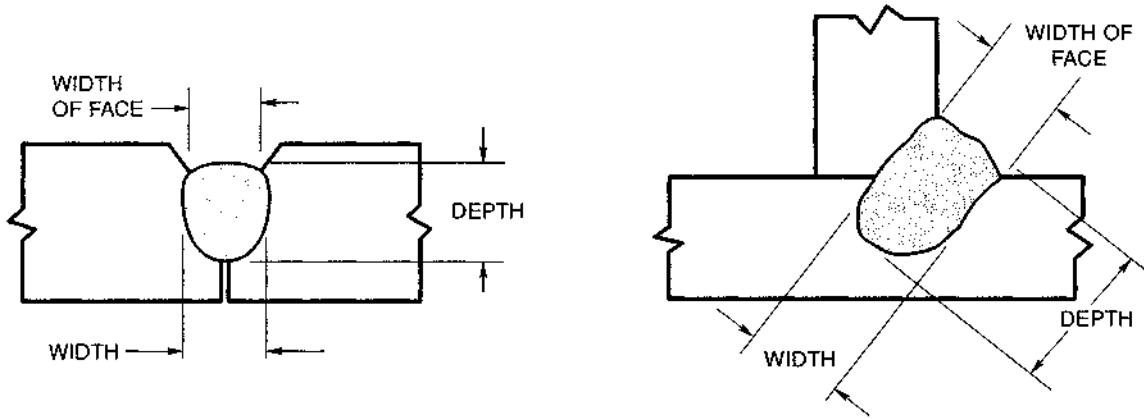 WIDTH
OF FACE
DEPTH
WIDTH
WIDTH OF
FACE
DEPTH
WIDTH